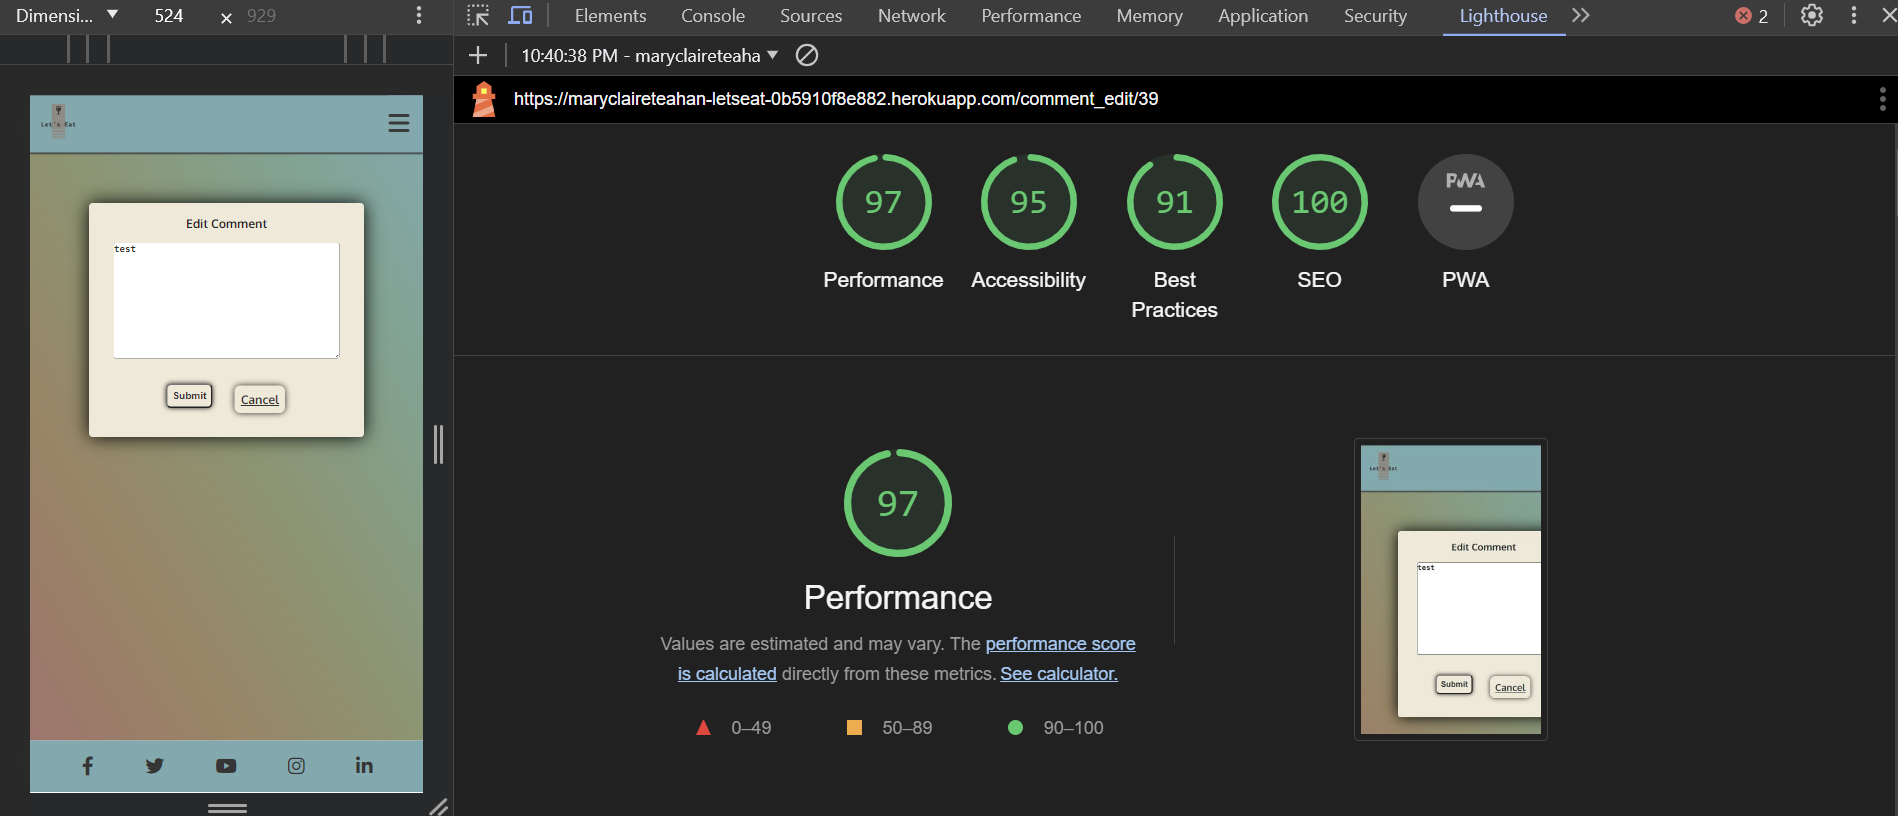 Dimensi... ▼ 524 × 929
Elements Console Sources Network Performance Memory Application Security Lighthouse 2
10:40:38 PM - maryclaireteaha ▼
https://maryclaireteahan-letseat-0b5910f8e882.herokuapp.com/comment_edit/39
Let's Eat
Edit Comment
test
Submit
Cancel
97
95
91
100
PWA
Performance
Accessibility
Best
Practices
SEO
PWA
97
Performance
Values are estimated and may vary. The performance score
is calculated directly from these metrics. See calculator.
0–49
50–89
90–100
Let's Eat
Edit Comment
test
Submit
Cancel